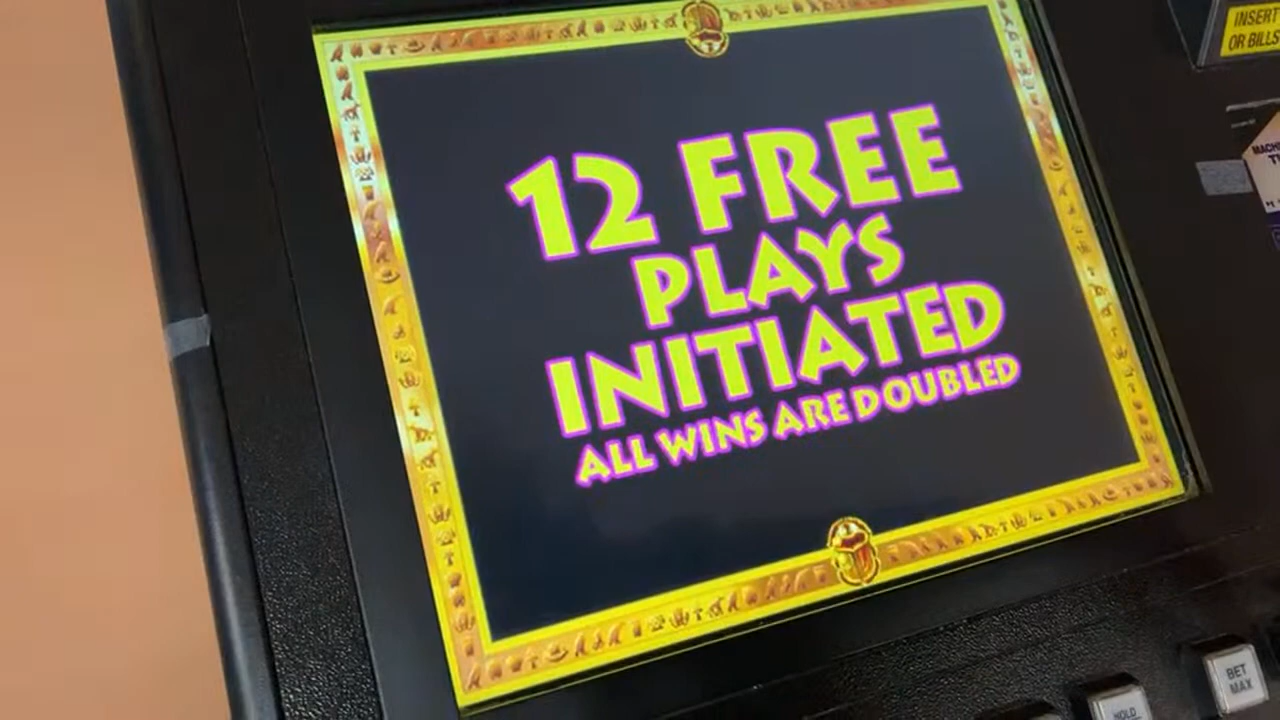 12 FREE
PLAYS
INITIATED
ALL WINS ARE DOUBLED
INSERT
OR BILLS
BET
MAX
HOLD